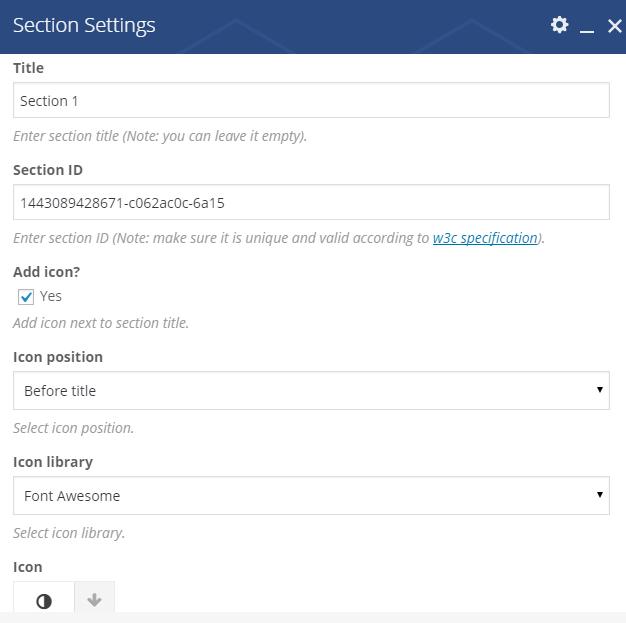 Section Settings
Title
Section 1
Enter section title (Note: you can leave it empty).
Section ID
1443089428671-c062ac0c-6a15
Enter section ID (Note: make sure it is unique and valid according to w3c specification).
Add icon?
Yes
Add icon next to section title.
Icon position
Before title
Select icon position.
Icon library
Font Awesome
Select icon library.
Icon